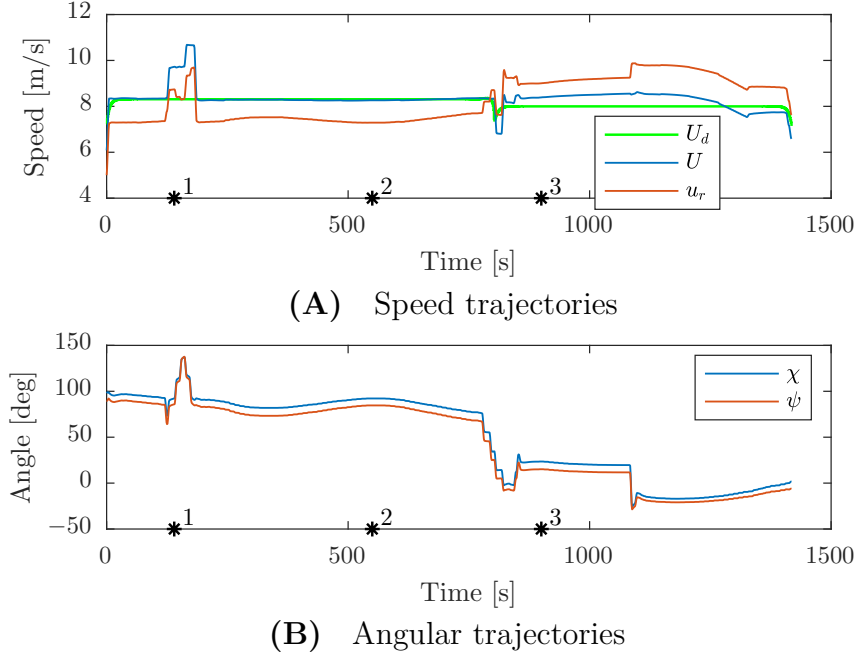 12
10
8
6
4
Speed [m/s]
U_d
U
u_r
1
2
3
0
500
1000
1500
Time [s]
(A) Speed trajectories
150
100
50
0
−50
Angle [deg]
χ
ψ
1
2
3
0
500
1000
1500
Time [s]
(B) Angular trajectories